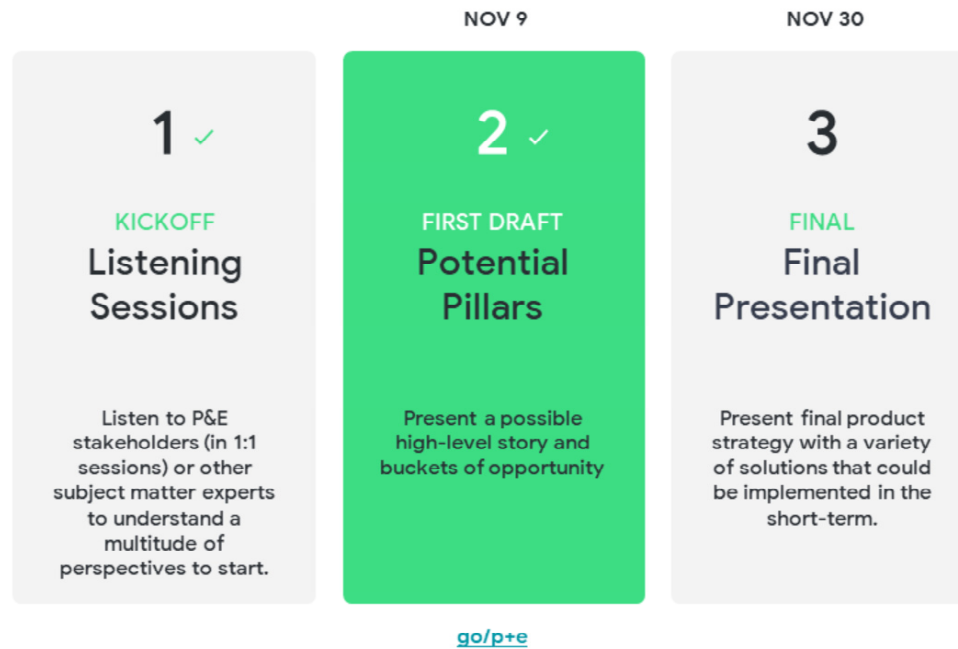 NOV 9
NOV 30
1
KICKOFF
Listening
Sessions
Listen to P&E
stakeholders (in 1:1
sessions) or other
subject matter experts
to understand a
multitude of
perspectives to start.
2
FIRST DRAFT
Potential
Pillars
Present a possible
high-level story and
buckets of opportunity
3
FINAL
Final
Presentation
Present final product
strategy with a variety
of solutions that could
be implemented in the
short-term.
go/p+e